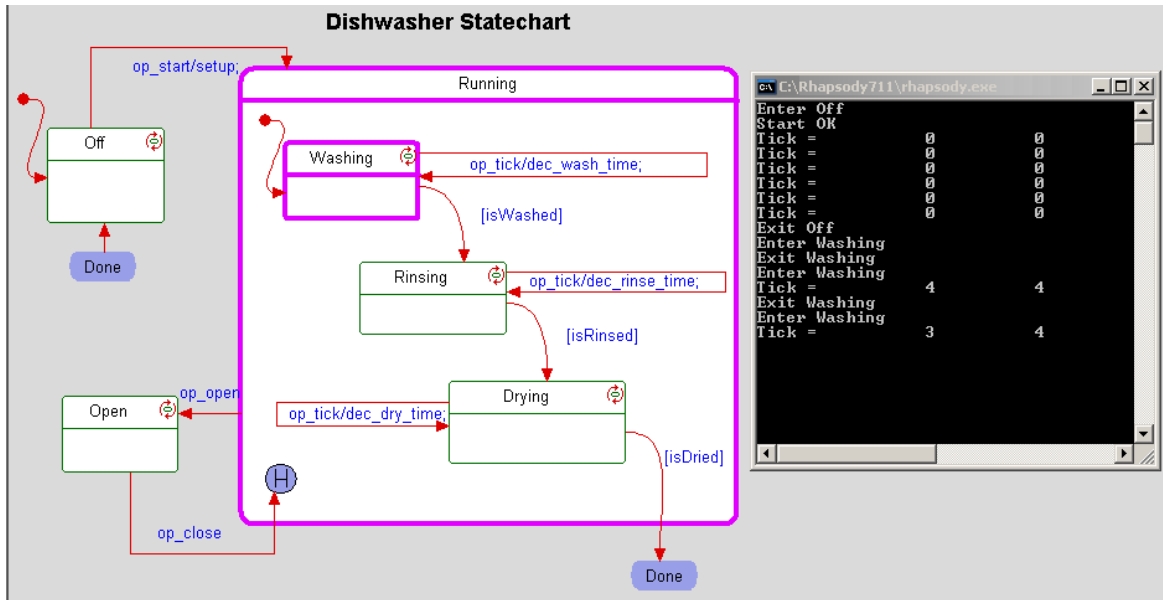 Dishwasher Statechart
op_start/setup;
Running
Off
Washing
op_tick/dec_wash_time;
[isWashed]
Done
Rinsing
op_tick/dec_rinse_time;
[isRinsed]
op_open
Open
Drying
op_tick/dec_dry_time;
[isDried]
H
op_close
Done
C:\Rhapsody711\rhapsody.exe
Enter Off
Start OK
Tick = 0 0
Tick = 0 0
Tick = 0 0
Tick = 0 0
Tick = 0 0
Tick = 0 0
Exit Off
Enter Washing
Exit Washing
Enter Washing
Tick = 4 4
Exit Washing
Enter Washing
Tick = 3 4